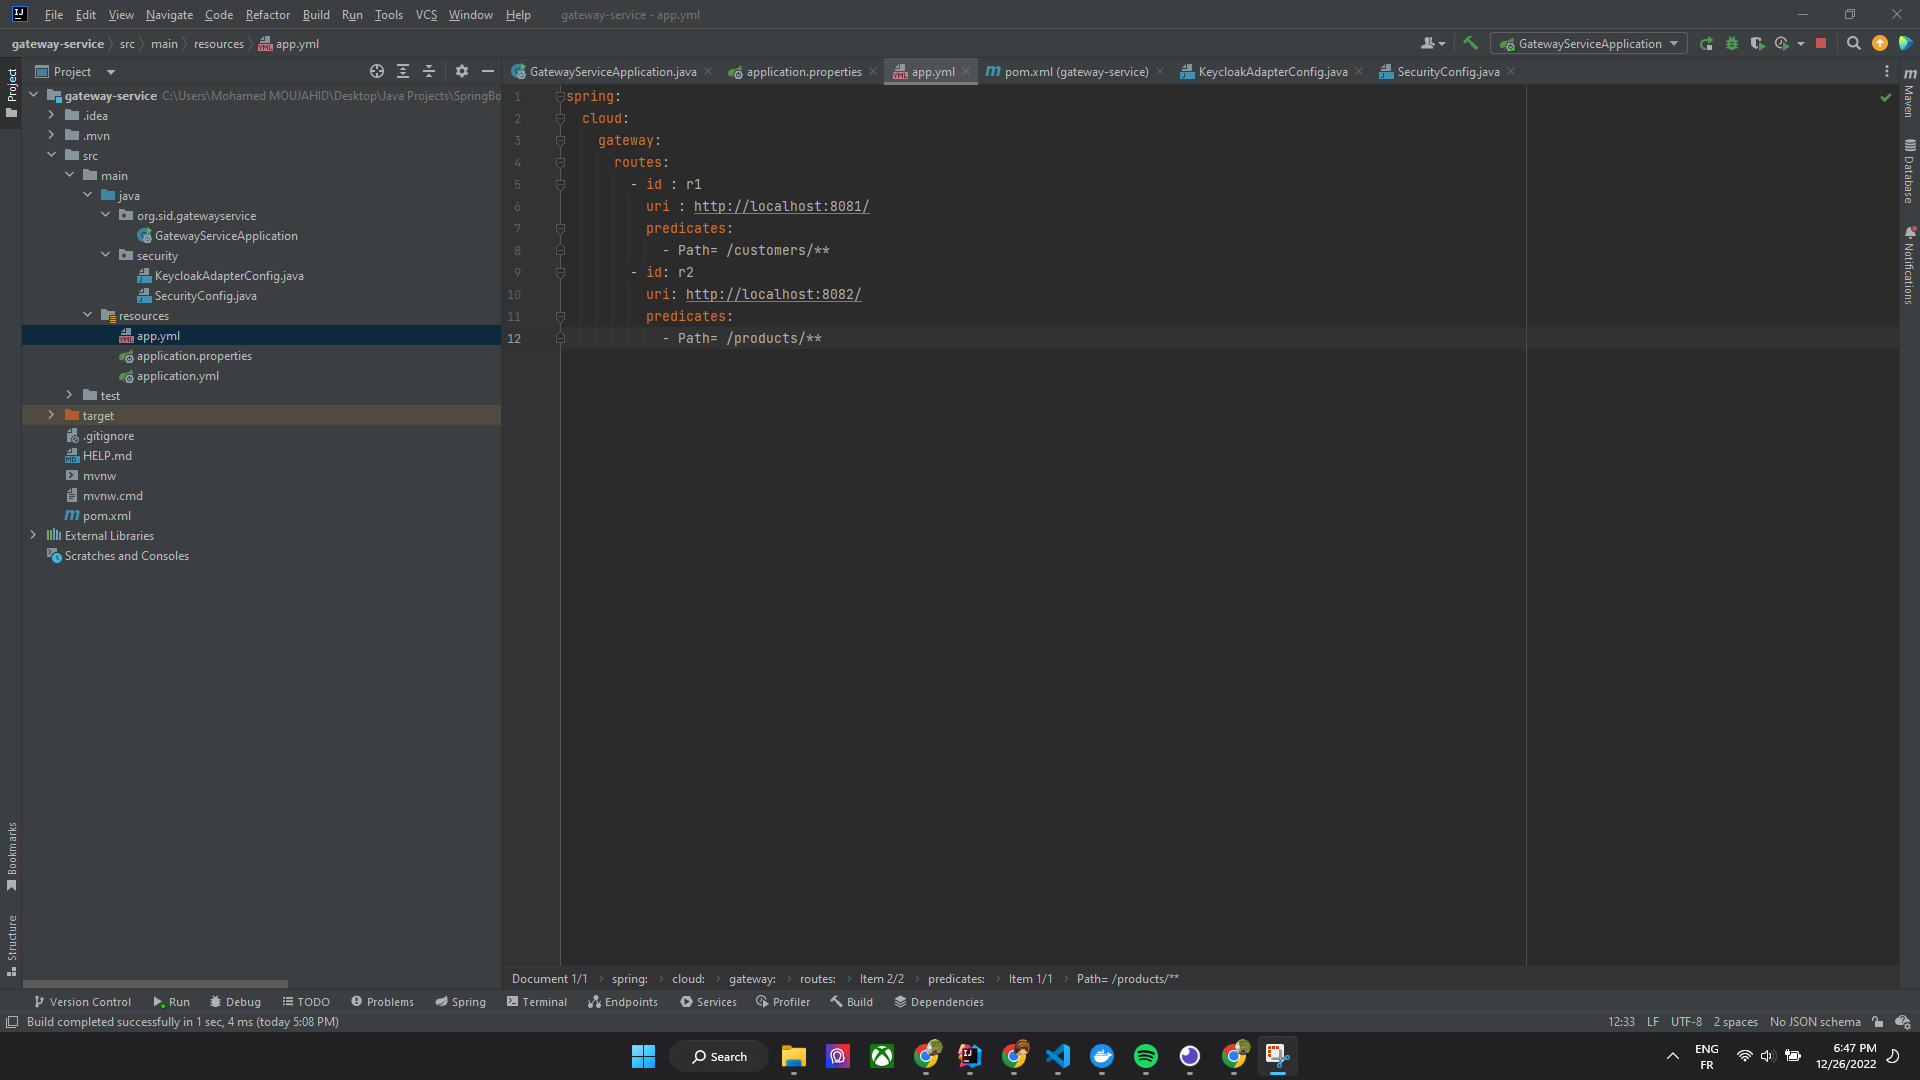 File Edit View Navigate Code Refactor Build Run Tools VCS Window Help gateway-service - app.yml
gateway-service src main resources app.yml
GatewayServiceApplication
Project
GatewayServiceApplication.java application.properties app.yml pom.xml (gateway-service) KeycloakAdapterConfig.java SecurityConfig.java
gateway-service C:\Users\Mohamed MOUJAHID\Desktop\Java Projects\SpringBo
.idea
.mvn
src
main
java
org.sid.gatewayservice
GatewayServiceApplication
security
KeycloakAdapterConfig.java
SecurityConfig.java
resources
app.yml
application.properties
application.yml
test
target
.gitignore
HELP.md
mvnw
mvnw.cmd
pom.xml
External Libraries
Scratches and Consoles
1 spring:
2 cloud:
3 gateway:
4 routes:
5 - id : r1
6 uri : http://localhost:8081/
7 predicates:
8 - Path= /customers/**
9 - id: r2
10 uri: http://localhost:8082/
11 predicates:
12 - Path= /products/**
Project
Bookmarks
Structure
Maven
Database
Notifications
Document 1/1 spring: cloud: gateway: routes: Item 2/2 predicates: Item 1/1 Path= /products/**
Version Control Run Debug TODO Problems Spring Terminal Endpoints Services Profiler Build Dependencies
Build completed successfully in 1 sec, 4 ms (today 5:08 PM)
12:33 LF UTF-8 2 spaces No JSON schema
Search
ENG
FR
6:47 PM
12/26/2022